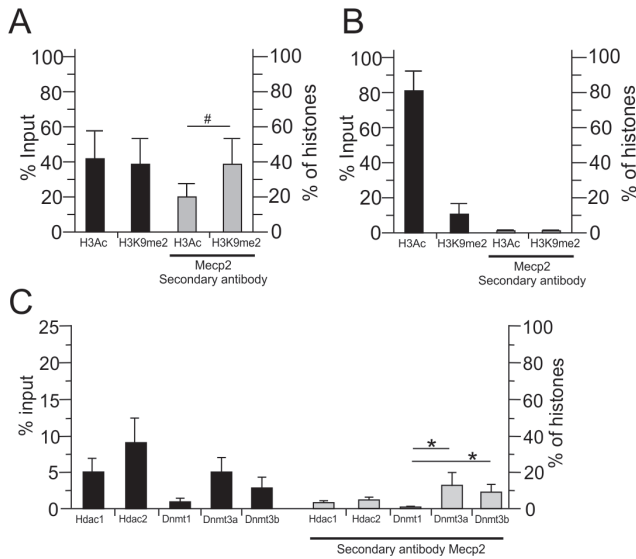 A
B
100
80
60
40
20
0
% Input
100
80
60
40
20
0
% of histones
#
H3Ac
H3K9me2
H3Ac
H3K9me2
Mecp2
Secondary antibody
100
80
60
40
20
0
% Input
100
80
60
40
20
0
% of histones
H3Ac
H3K9me2
H3Ac
H3K9me2
Mecp2
Secondary antibody
C
25
20
15
10
5
0
% input
100
80
60
40
20
0
% of histones
*
*
Hdac1
Hdac2
Dnmt1
Dnmt3a
Dnmt3b
Hdac1
Hdac2
Dnmt1
Dnmt3a
Dnmt3b
Secondary antibody Mecp2